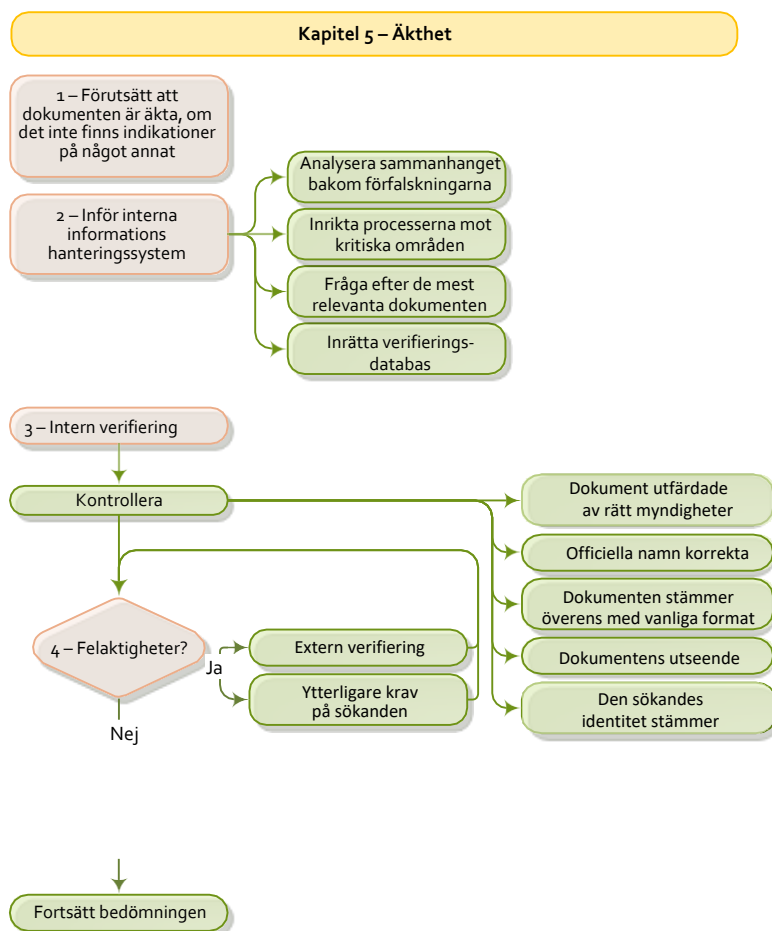 Kapitel 5 – Äkthet
1 – Förutsätt att
dokumenten är äkta, om
det inte finns indikationer
på något annat
2 – Inför interna
informations
hanteringssystem
Analysera sammanhanget
bakom förfalskningarna
Inrikta processerna mot
kritiska områden
Fråga efter de mest
relevanta dokumenten
Inrätta verifierings-
databas
3 – Intern verifiering
Kontrollera
Dokument utfärdade
av rätt myndigheter
Officiella namn korrekta
Dokumenten stämmer
överens med vanliga format
Dokumentens utseende
Den sökandes
identitet stämmer
4 – Felaktigheter?
Ja
Extern verifiering
Ytterligare krav
på sökanden
Nej
Fortsätt bedömningen